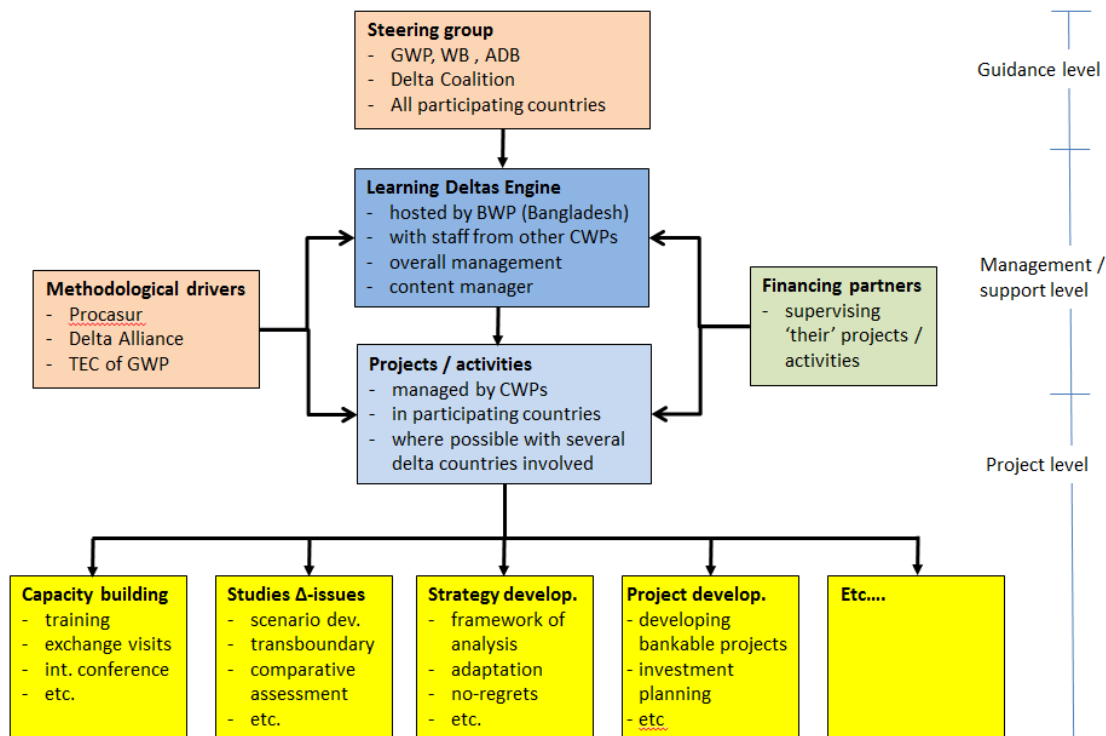 Steering group
- GWP, WB , ADB
- Delta Coalition
- All participating countries
Guidance level
Learning Deltas Engine
- hosted by BWP (Bangladesh)
- with staff from other CWPs
- overall management
- content manager
Management /
support level
Methodological drivers
- Procasur
- Delta Alliance
- TEC of GWP
Financing partners
- supervising
'their' projects /
activities
Projects / activities
- managed by CWPs
- in participating countries
- where possible with several
delta countries involved
Project level
Capacity building
- training
- exchange visits
- int. conference
- etc.
Studies Δ-issues
- scenario dev.
- transboundary
- comparative
assessment
- etc.
Strategy develop.
- framework of
analysis
- adaptation
- no-regrets
- etc.
Project develop.
- developing
bankable projects
- investment
planning
- etc
Etc....